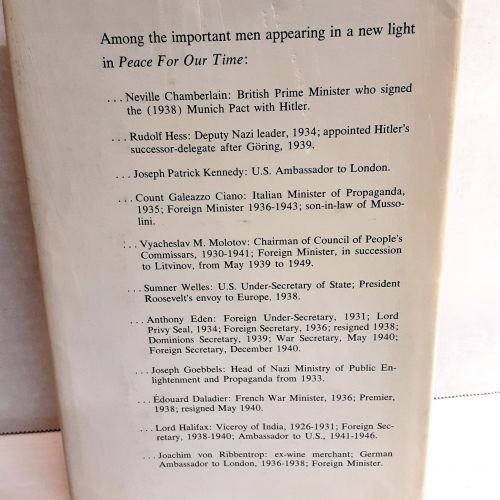 Among the important men appearing in a new light
in Peace For Our Time:
...Neville Chamberlain: British Prime Minister who signed
the (1938) Munich Pact with Hitler.
...Rudolf Hess: Deputy Nazi leader, 1934; appointed Hitler's
successor-delegate after Göring, 1939.
...Joseph Patrick Kennedy: U.S. Ambassador to London.
...Count Galeazzo Ciano: Italian Minister of Propaganda,
1935; Foreign Minister 1936-1943; son-in-law of Musso-
lini.
...Vyacheslav M. Molotov: Chairman of Council of People's
Commissars, 1930-1941; Foreign Minister, in succession
to Litvinov, from May 1939 to 1949.
...Sumner Welles: U.S. Under-Secretary of State; President
Roosevelt's envoy to Europe, 1938.
...Anthony Eden: Foreign Under-Secretary, 1931; Lord
Privy Seal, 1934; Foreign Secretary, 1936; resigned 1938;
Dominions Secretary, 1939; War Secretary, May 1940;
Foreign Secretary, December 1940.
...Joseph Goebbels: Head of Nazi Ministry of Public En-
lightenment and Propaganda from 1933.
...Édouard Daladier: French War Minister, 1936; Premier,
1938; resigned May 1940.
...Lord Halifax: Viceroy of India, 1926-1931; Foreign Sec-
retary, 1938-1940; Ambassador to U.S., 1941-1946.
...Joachim von Ribbentrop: ex-wine merchant; German
Ambassador to London, 1936-1938; Foreign Minister.